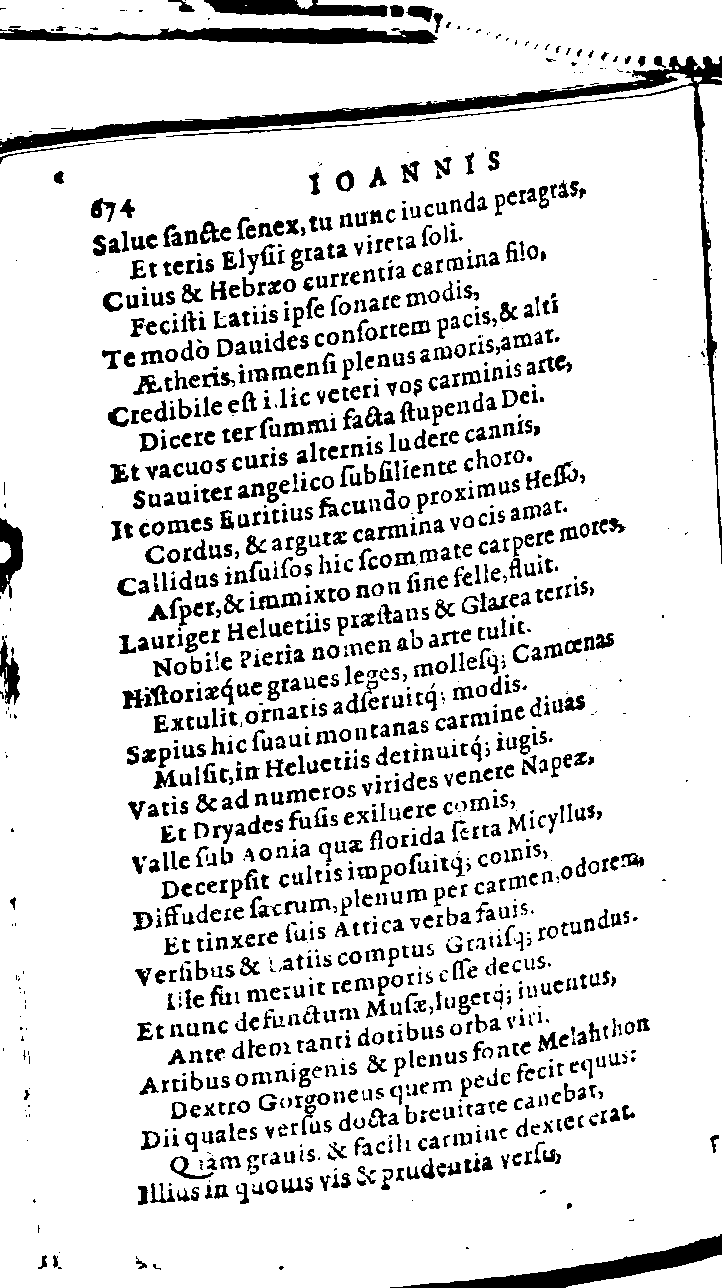 674
IOANNIS
Salue ſancte ſenex, tu nunc iucunda peragras,
Et teris Elyſii grata vireta ſoli.
Cuius & Hebræo currentia carmina filo,
Feciſti Latiis ipſe ſonare modis,
Te modò Dauides conſortem pacis, & alti
Ætheris, immenſi plenus amoris, amat.
Credibile eſt illic veteri vos carminis arte,
Dicere ter ſummi facta ſtupenda Dei.
Et vacuos curis alternis ludere cannis,
Suauiter angelico ſubſiliente choro.
It comes Euritius facundo proximus Heſſo,
Cordus, & argutæ carmina vocis amat.
Callidus inſuiſos hic ſcommate carpere mores,
Aſper, & immixto non ſine felle, fluit.
Lauriger Heluetiis præſtans & Glarea terris,
Nobile Pieria nomen ab arte tulit.
Hiſtoriæq́ue graues leges, molleſq; Camœnas
Extulit, ornatis adſeruitq́; modis.
Sæpius hic ſuaui montanas carmine diuas
Mulſit, in Heluetiis detinuitq́; iugis.
Vatis & ad numeros virides venere Napeæ,
Et Dryades fuſis exiluere comis,
Valle ſub Aonia quæ florida ſerta Micyllus,
Decerpſit cultis impoſuitq́; comis,
Diffudere ſacrum, plenum per carmen, odorem,
Et tinxere ſuis Attica verba fauis.
Verſibus & Latiis comptus Gratiſq; rotundus.
Ille ſui meruit temporis eſſe decus.
Et nunc defunctum Muſæ, lugetq́; iuuentus,
Ante diem tanti dotibus orba viri.
Artibus omnigenis & plenus fonte Melahthon
Dextro Gorgoneus quem pede fecit equus:
Dii quales verſus docta breuitate canebat,
Quàm grauis, & facili carmine dexter erat.
Illius in quouis vis & prudentia verſu,